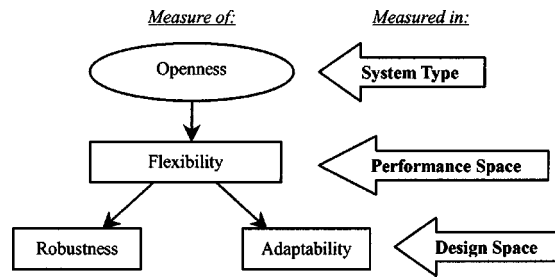 Measure of: Measured in:
Openness System Type
Flexibility Performance Space
Robustness Adaptability Design Space